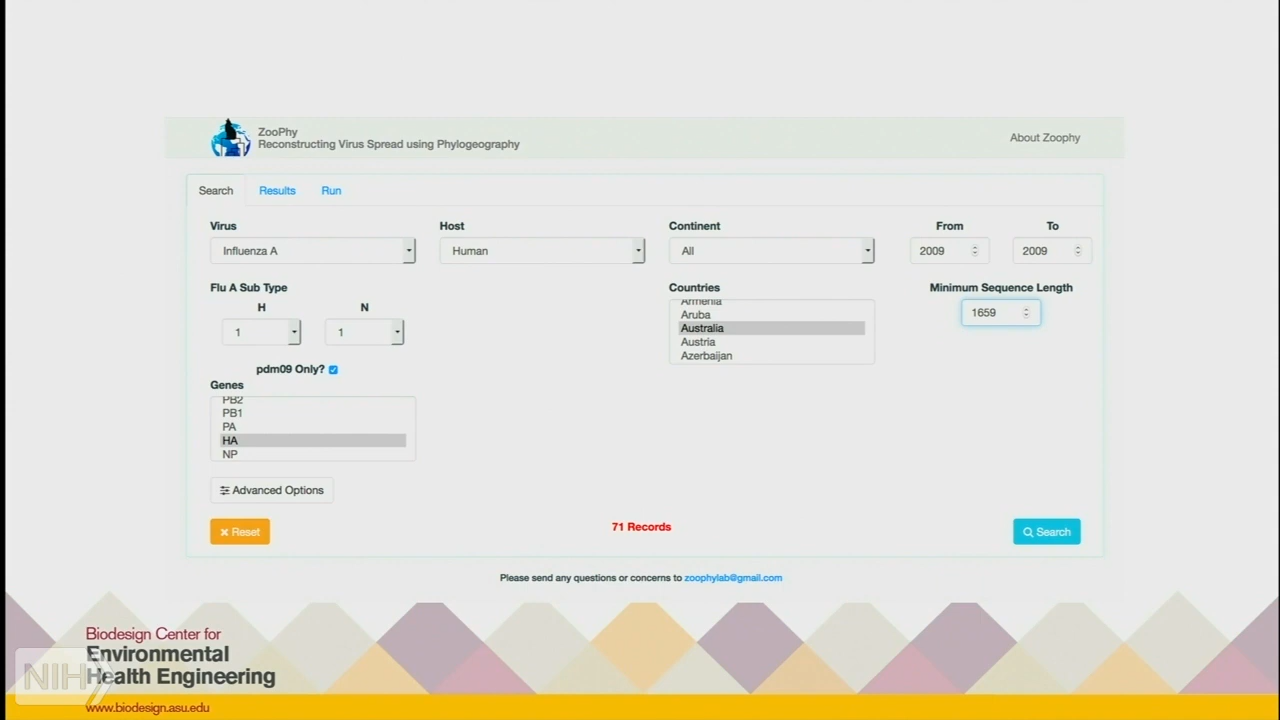 ZooPhy
Reconstructing Virus Spread using Phylogeography
About Zoophy
Search Results Run
Virus Host Continent From To
Influenza A Human All 2009 2009
Flu A Sub Type Countries Minimum Sequence Length
H N
Armenia
Aruba
1659
Australia
1 1
Austria
Azerbaijan
pdm09 Only?
Genes
PB2
PB1
PA
HA
NP
Advanced Options
Reset 71 Records Search
Please send any questions or concerns to zoophylab@gmail.com
Biodesign Center for
Environmental
Health Engineering
NIH
www.biodesign.asu.edu